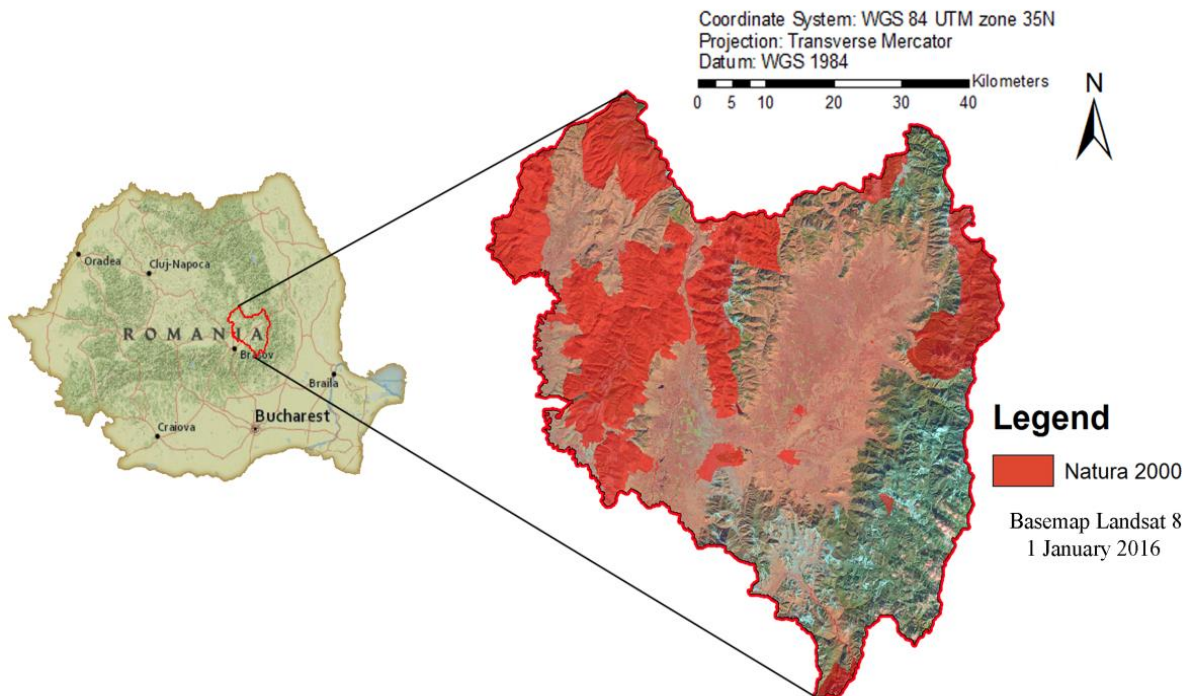 Coordinate System: WGS 84 UTM zone 35N
Projection: Transverse Mercator
Datum: WGS 1984
Kilometers
0 5 10 20 30 40
N
Oradea
Cluj-Napoca
ROMANIA
Brasov
Braila
Bucharest
Craiova
Legend
Natura 2000
Basemap Landsat 8
1 January 2016